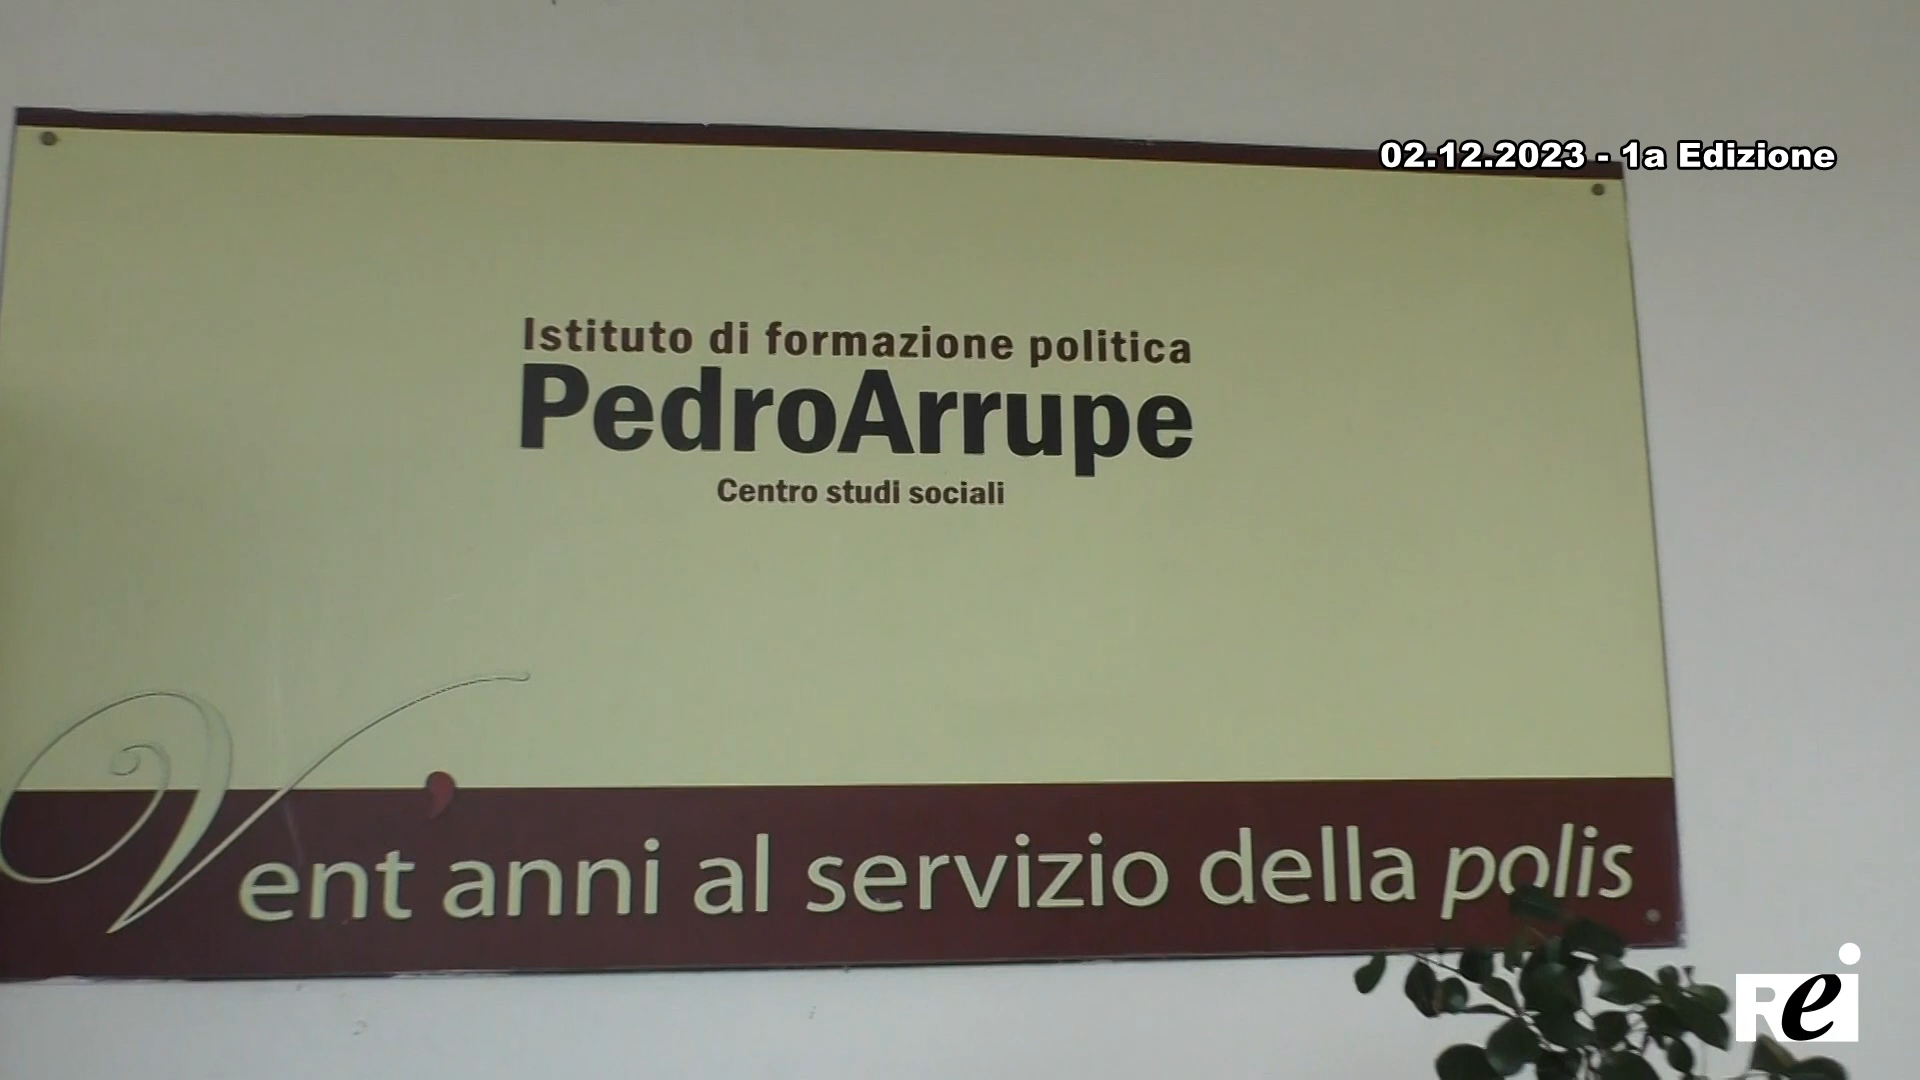 02.12.2023 - 1a Edizione
Istituto di formazione politica
PedroArrupe
Centro studi sociali
Vent'anni al servizio della polis
Rei